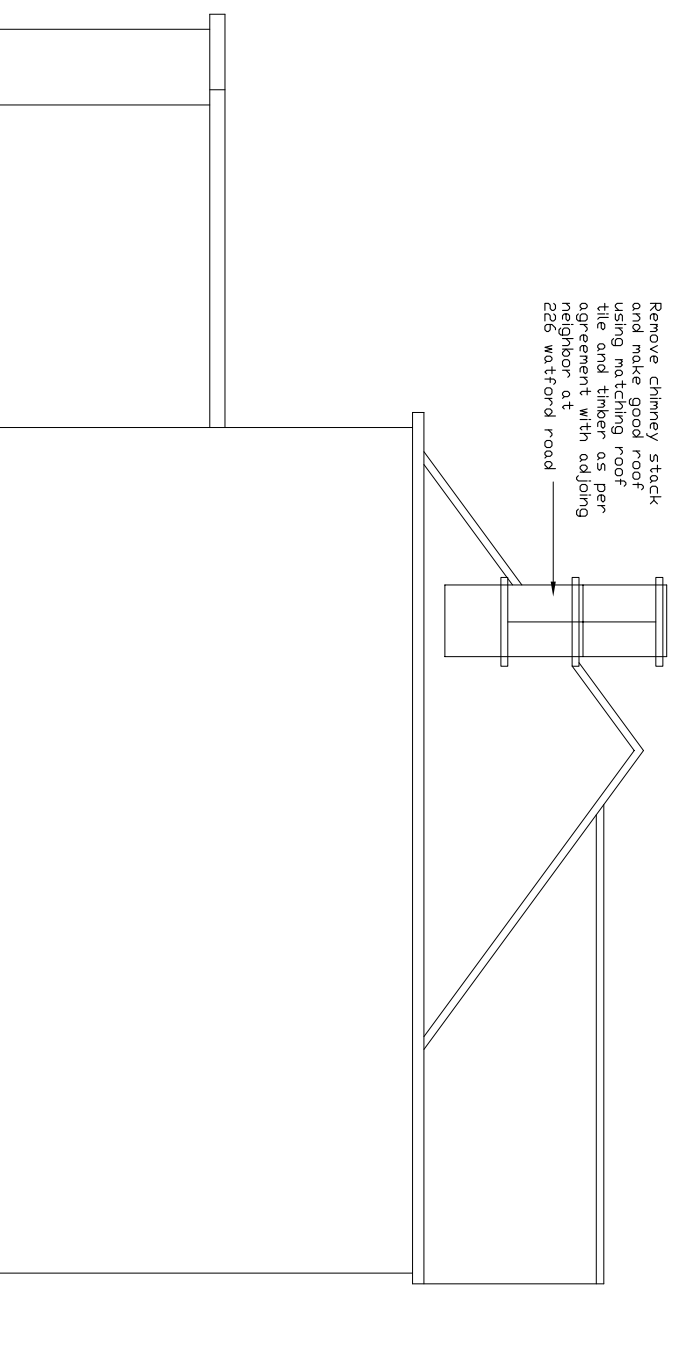 Remove chimney stack
and make good roof
using matching roof
tile and timber as per
agreement with adjoing
neighbor at
226 watford road